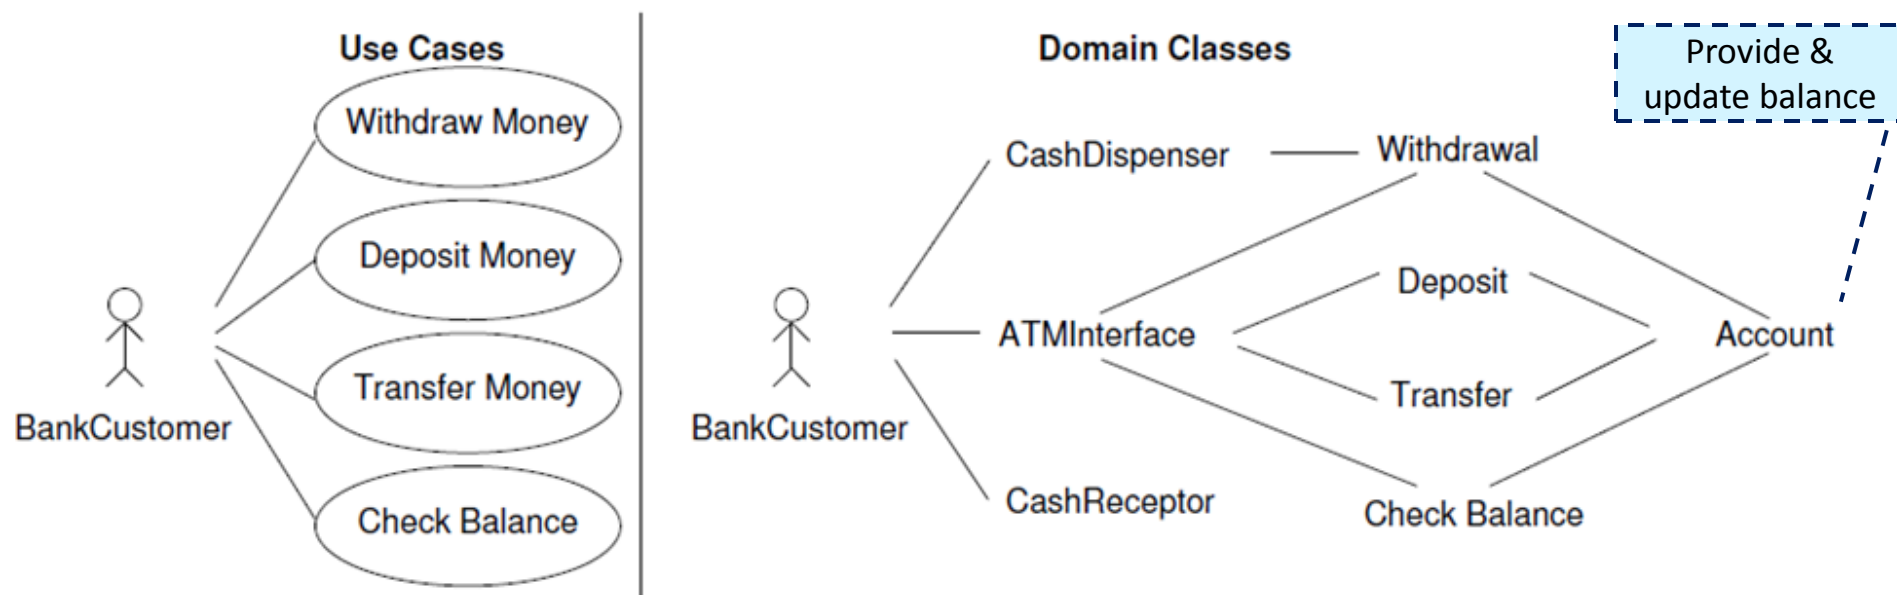 Use Cases
Withdraw Money
Deposit Money
Transfer Money
Check Balance
BankCustomer
Domain Classes
Provide &
update balance
CashDispenser
Withdrawal
Deposit
ATMInterface
Account
Transfer
BankCustomer
CashReceptor
Check Balance